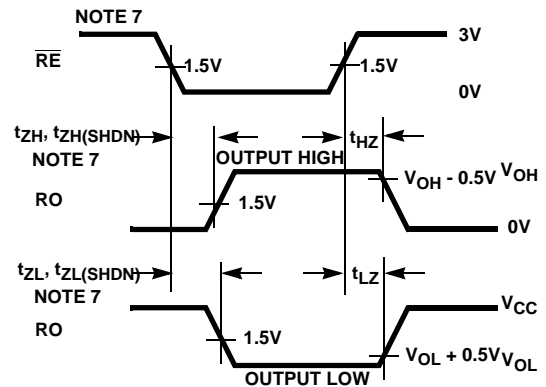 NOTE 7
3V
RE
1.5V
1.5V
0V
tZH, tZH(SHDN)
tHZ
NOTE 7
OUTPUT HIGH
VOH - 0.5V
VOH
RO
1.5V
0V
tZL, tZL(SHDN)
tLZ
NOTE 7
VCC
RO
1.5V
VOL + 0.5V
VOL
OUTPUT LOW